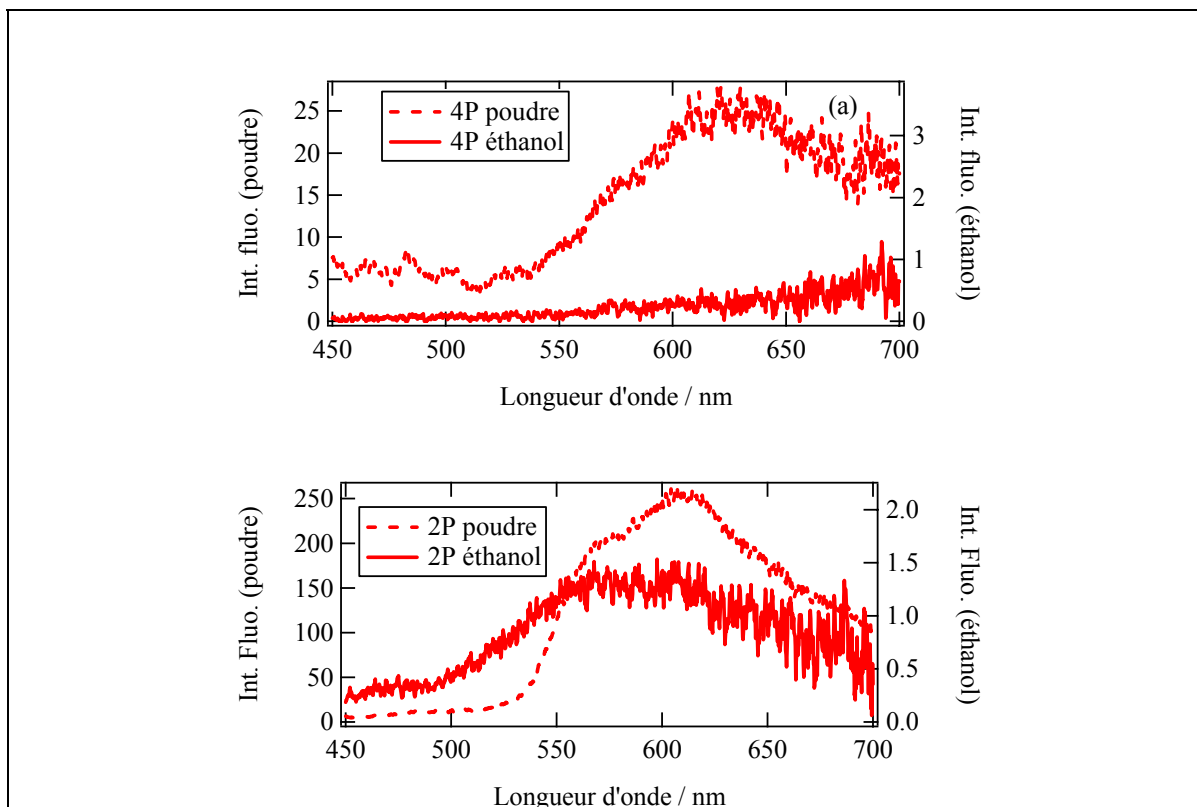 4P poudre
4P éthanol
(a)
Int. fluo. (poudre)
25
20
15
10
5
0
3
2
1
0
Int. fluo. (éthanol)
450 500 550 600 650 700
Longueur d'onde / nm
2P poudre
2P éthanol
Int. Fluo. (poudre)
250
200
150
100
50
0
2.0
1.5
1.0
0.5
0.0
Int. Fluo. (éthanol)
450 500 550 600 650 700
Longueur d'onde / nm